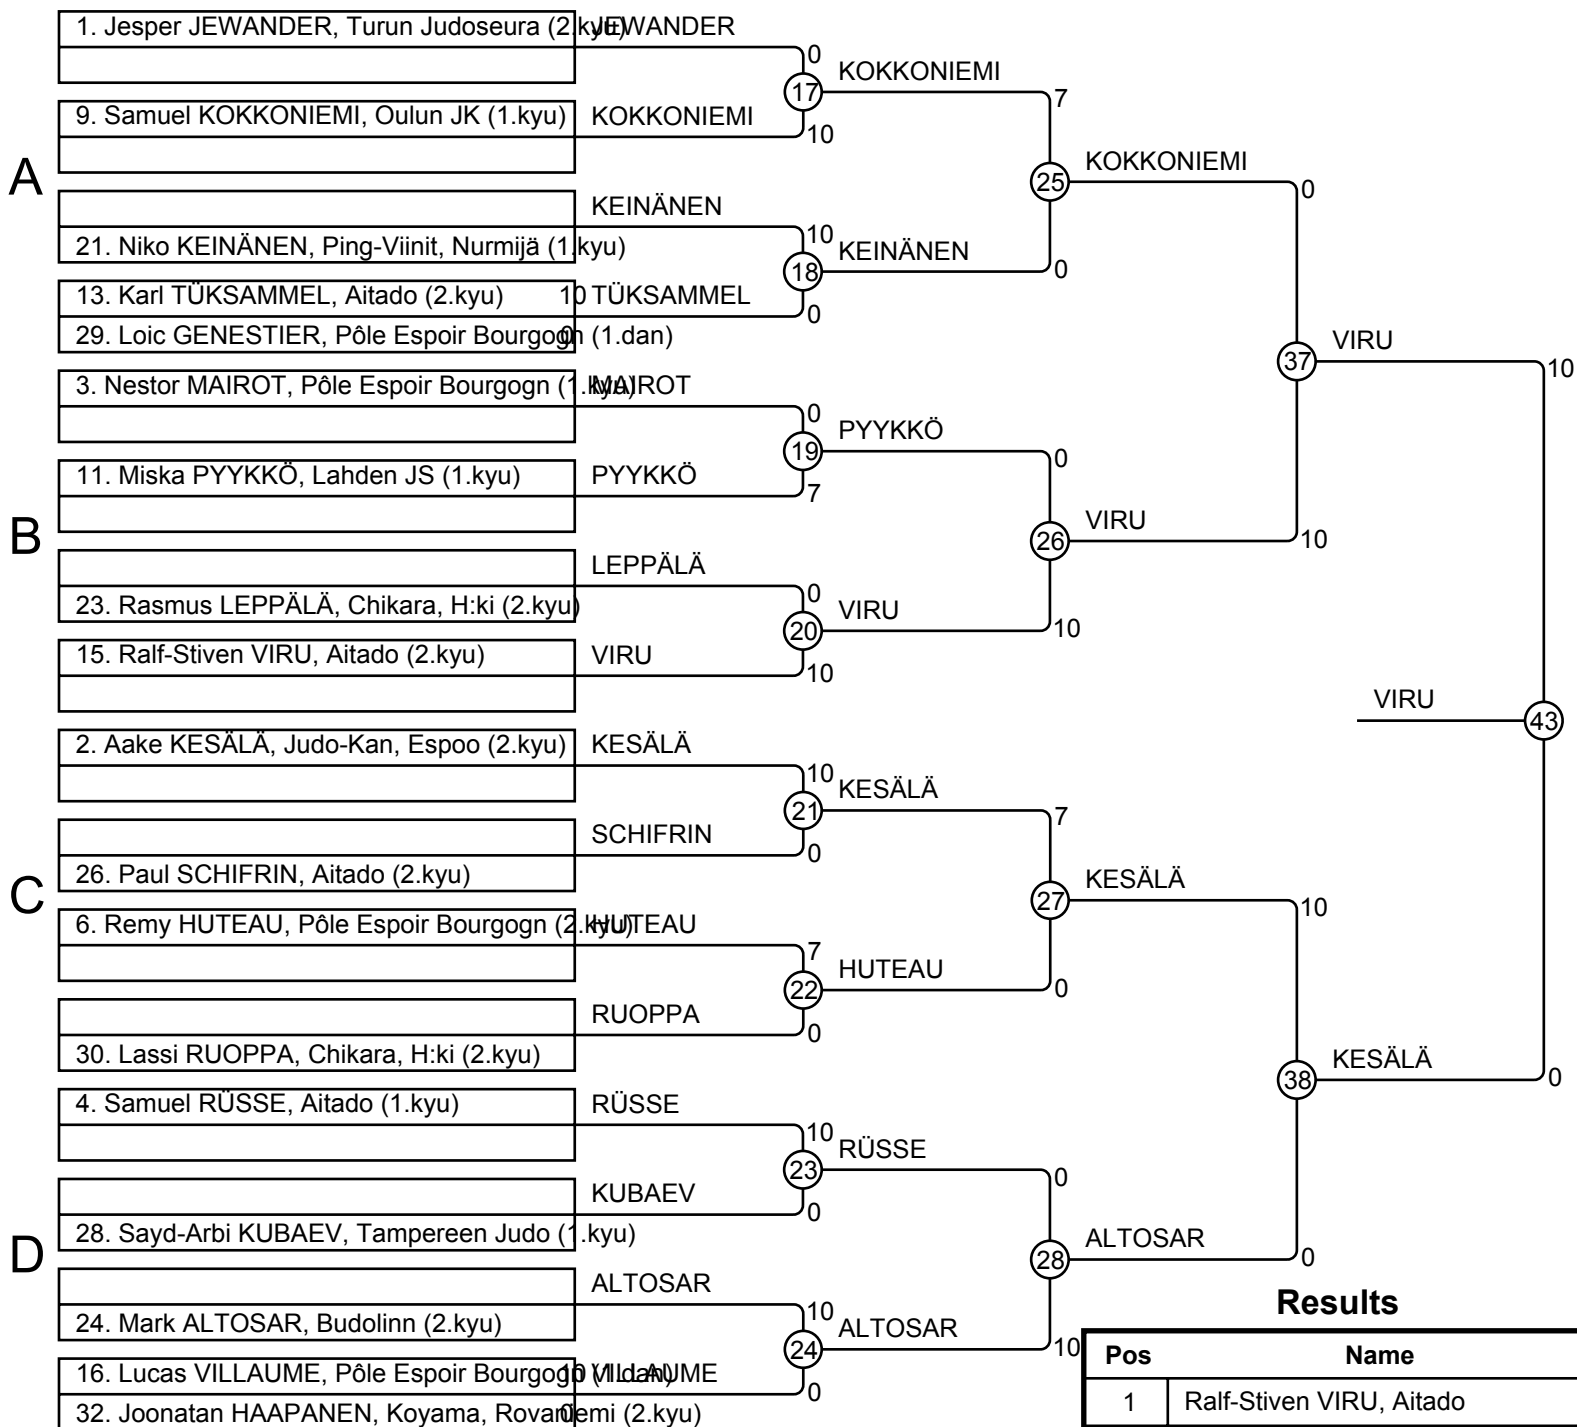 A
1. Jesper JEWANDER, Turun Judoseura (2.kyu)
JEWANDER
0
9. Samuel KOKKONIEMI, Oulun JK (1.kyu)
KOKKONIEMI
10
17
KOKKONIEMI
7
KEINÄNEN
10
21. Niko KEINÄNEN, Ping-Viinit, Nurmijä (1.kyu)
13. Karl TÜKSAMMEL, Aitado (2.kyu) 10
TÜKSAMMEL
0
29. Loic GENESTIER, Pôle Espoir Bourgogn (1.dan) 0
18
KEINÄNEN
0
25
KOKKONIEMI
0
B
3. Nestor MAIROT, Pôle Espoir Bourgogn (1.kyu)
MAIROT
0
11. Miska PYYKKÖ, Lahden JS (1.kyu)
PYYKKÖ
7
19
PYYKKÖ
0
LEPPÄLÄ
0
23. Rasmus LEPPÄLÄ, Chikara, H:ki (2.kyu)
15. Ralf-Stiven VIRU, Aitado (2.kyu)
VIRU
10
20
VIRU
10
26
VIRU
10
37
VIRU
10
C
2. Aake KESÄLÄ, Judo-Kan, Espoo (2.kyu)
KESÄLÄ
10
SCHIFRIN
0
26. Paul SCHIFRIN, Aitado (2.kyu)
21
KESÄLÄ
7
6. Remy HUTEAU, Pôle Espoir Bourgogn (2.kyu)
HUTEAU
7
RUOPPA
0
30. Lassi RUOPPA, Chikara, H:ki (2.kyu)
22
HUTEAU
0
27
KESÄLÄ
10
D
4. Samuel RÜSSE, Aitado (1.kyu)
RÜSSE
10
KUBAEV
0
28. Sayd-Arbi KUBAEV, Tampereen Judo (1.kyu)
23
RÜSSE
0
ALTOSAR
10
24. Mark ALTOSAR, Budolinn (2.kyu)
16. Lucas VILLAUME, Pôle Espoir Bourgogn (1.dan) 10
VILLAUME
0
32. Joonatan HAAPANEN, Koyama, Rovaniemi (2.kyu) 0
24
ALTOSAR
10
28
ALTOSAR
0
38
KESÄLÄ
0
43
VIRU
Results
Pos Name
1 Ralf-Stiven VIRU, Aitado